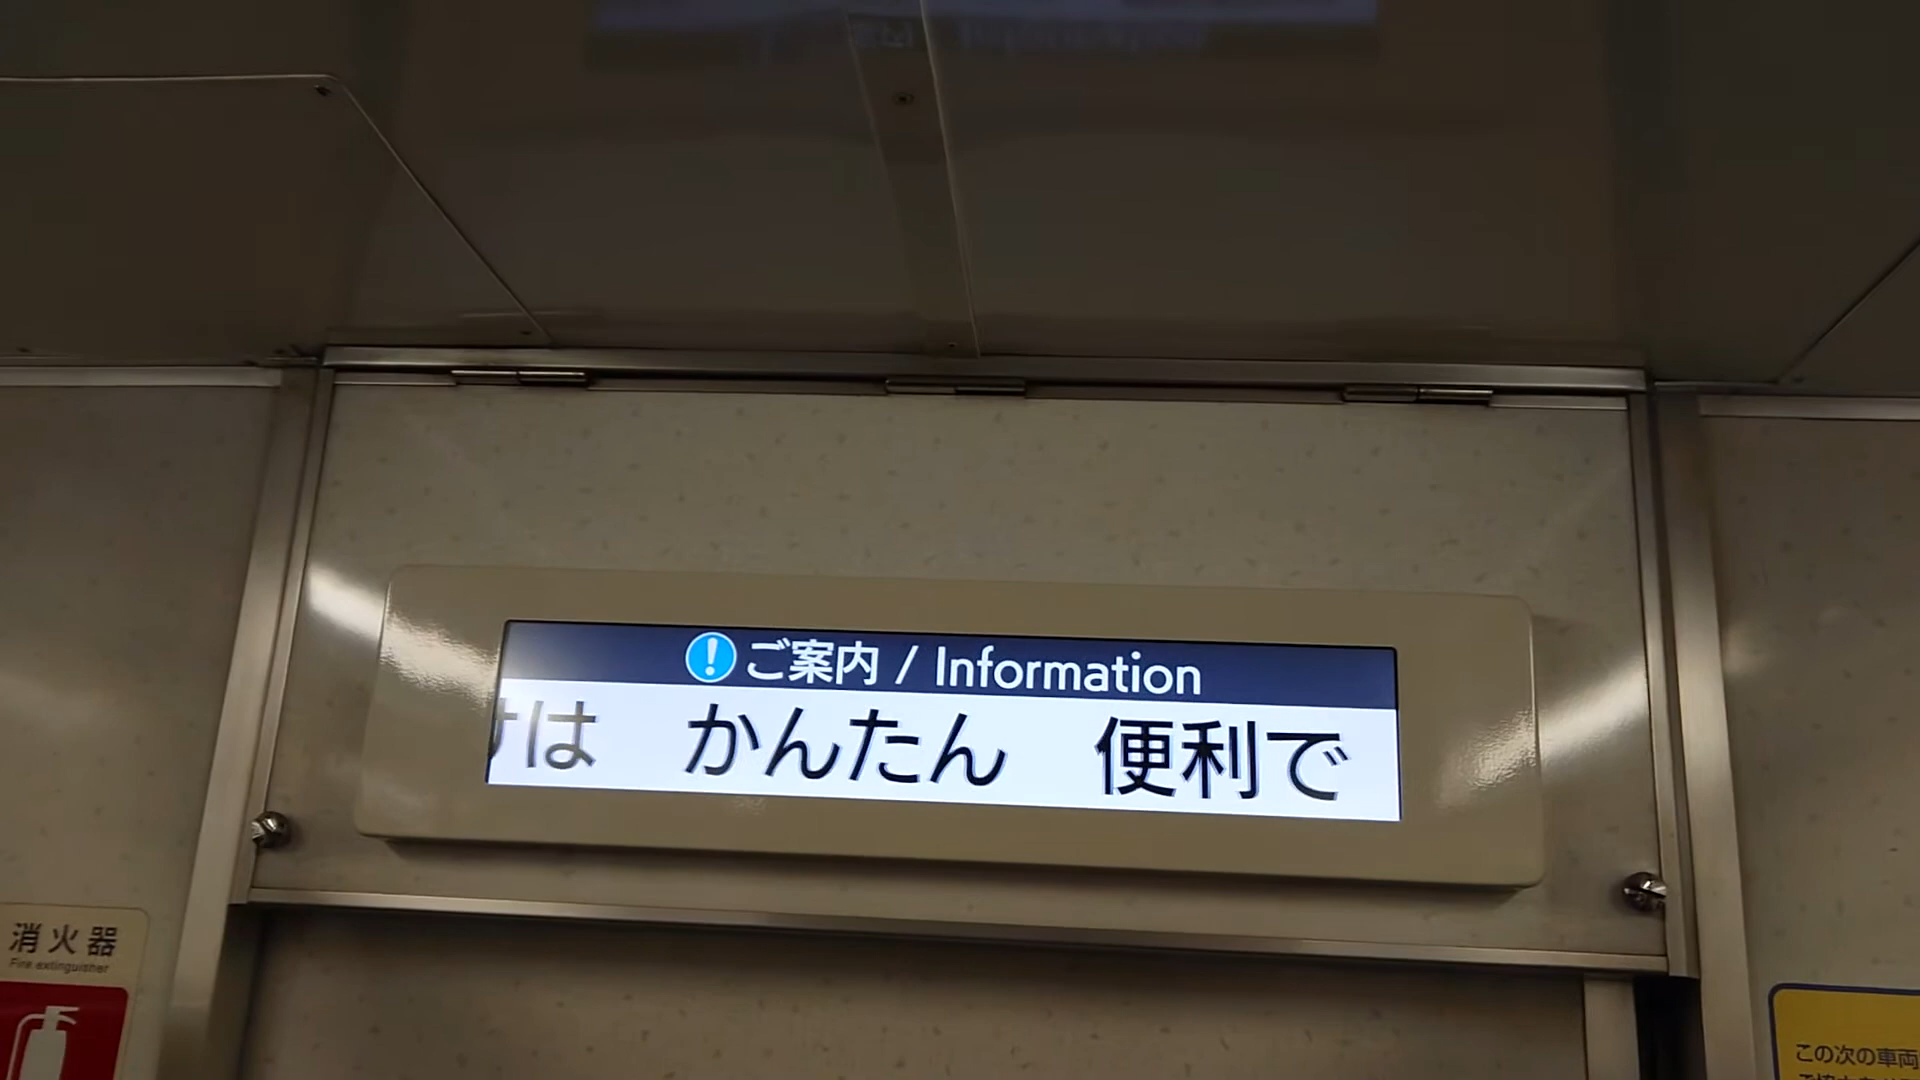 ご案内 / Information
は かんたん 便利で
消火器
Fire extinguisher
この次の車両